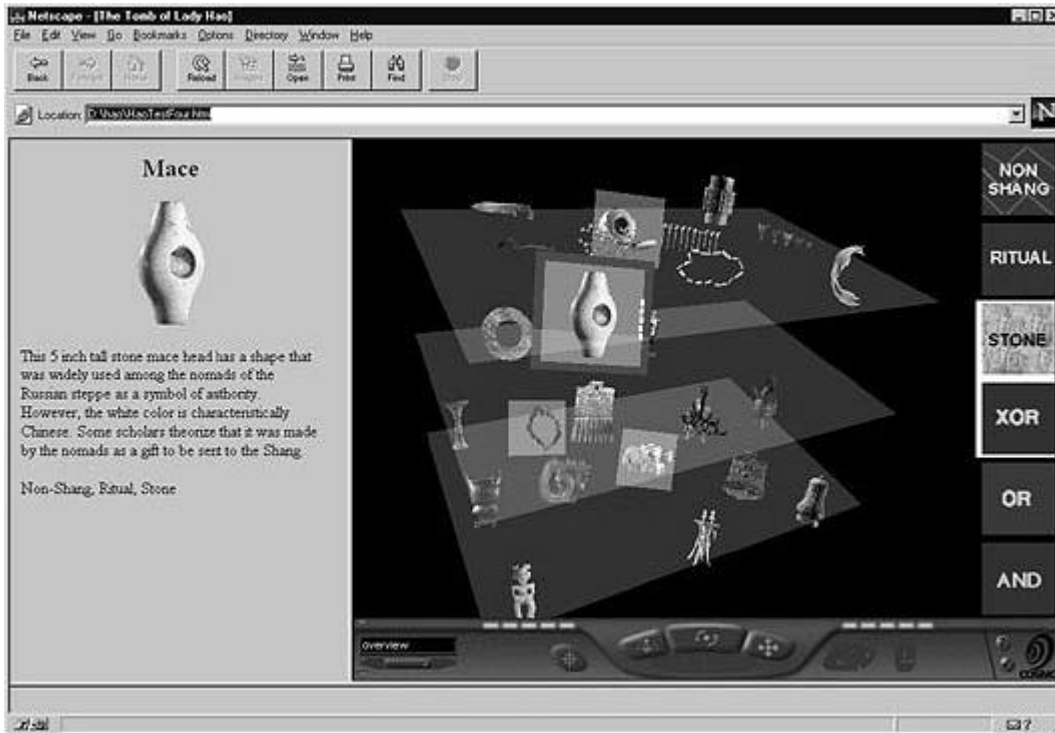 Netscape - [The Tomb of Lady Hao]
File Edit View Go Bookmarks Options Directory Window Help
Back Forward Home Reload Images Open Print Find Stop
Location: D:\hao\HaoTestFour.htm
N
Mace
This 5 inch tall stone mace head has a shape that
was widely used among the nomads of the
Russian steppe as a symbol of authority.
However, the white color is characteristically
Chinese. Some scholars theorize that it was made
by the nomads as a gift to be sent to the Shang.
Non-Shang, Ritual, Stone
NON
SHANG
RITUAL
STONE
XOR
OR
AND
overview
COSMO